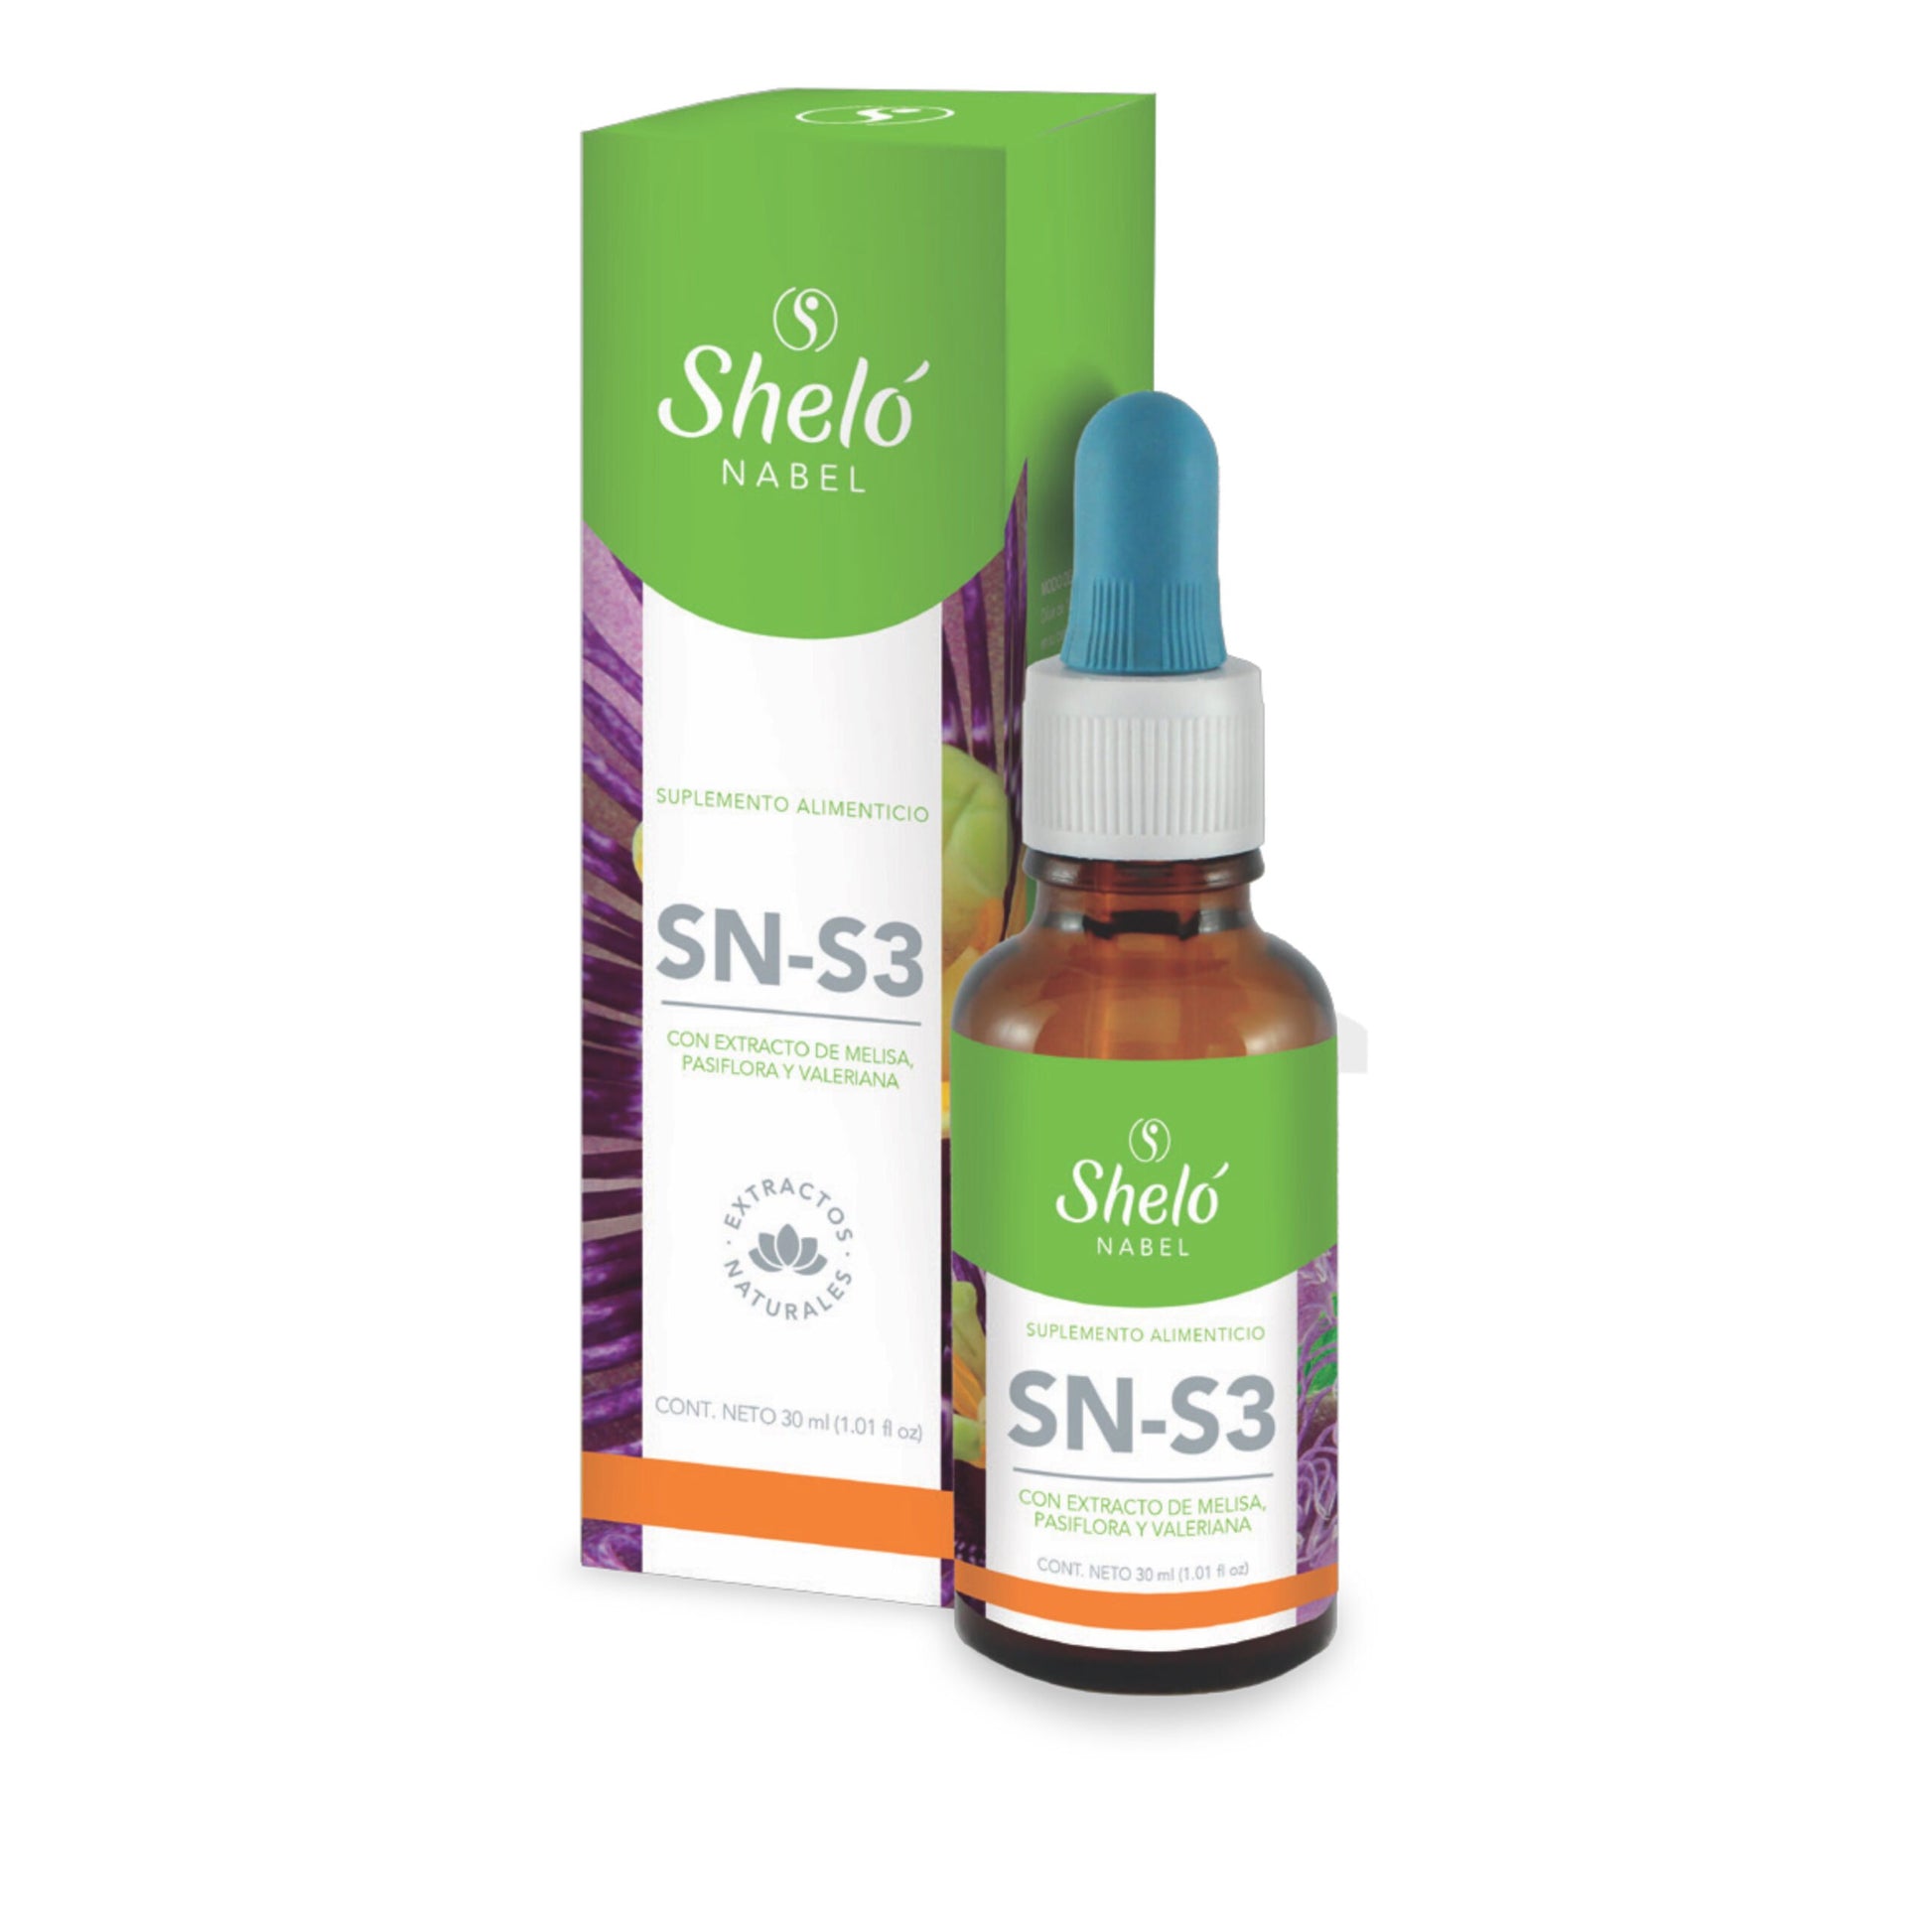 Sheló
NABEL
SUPLEMENTO ALIMENTICIO
SN-S3
CON EXTRACTO DE MELISA,
PASIFLORA Y VALERIANA
· EXTRACTOS ·
NATURALES
CONT. NETO 30 ml (1.01 fl oz)
Sheló
NABEL
SUPLEMENTO ALIMENTICIO
SN-S3
CON EXTRACTO DE MELISA,
PASIFLORA Y VALERIANA
CONT. NETO 30 ml (1.01 fl oz)